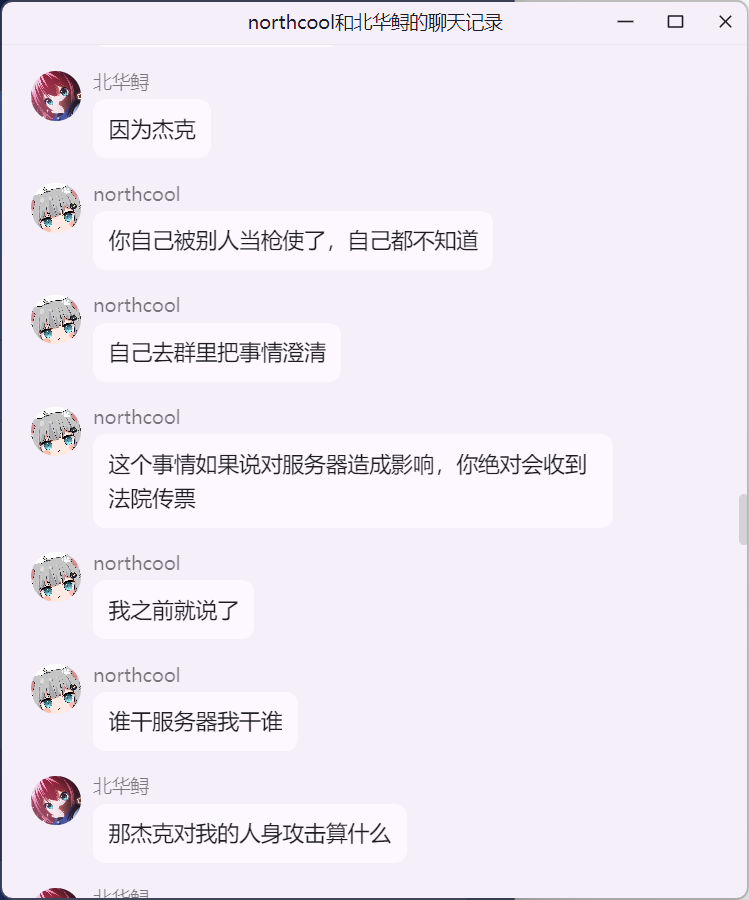 northcool和北华鲟的聊天记录
北华鲟
因为杰克
northcool
你自己被别人当枪使了，自己都不知道
northcool
自己去群里把事情澄清
northcool
这个事情如果说对服务器造成影响，你绝对会收到
法院传票
northcool
我之前就说了
northcool
谁干服务器我干谁
北华鲟
那杰克对我的人身攻击算什么
北华鲟